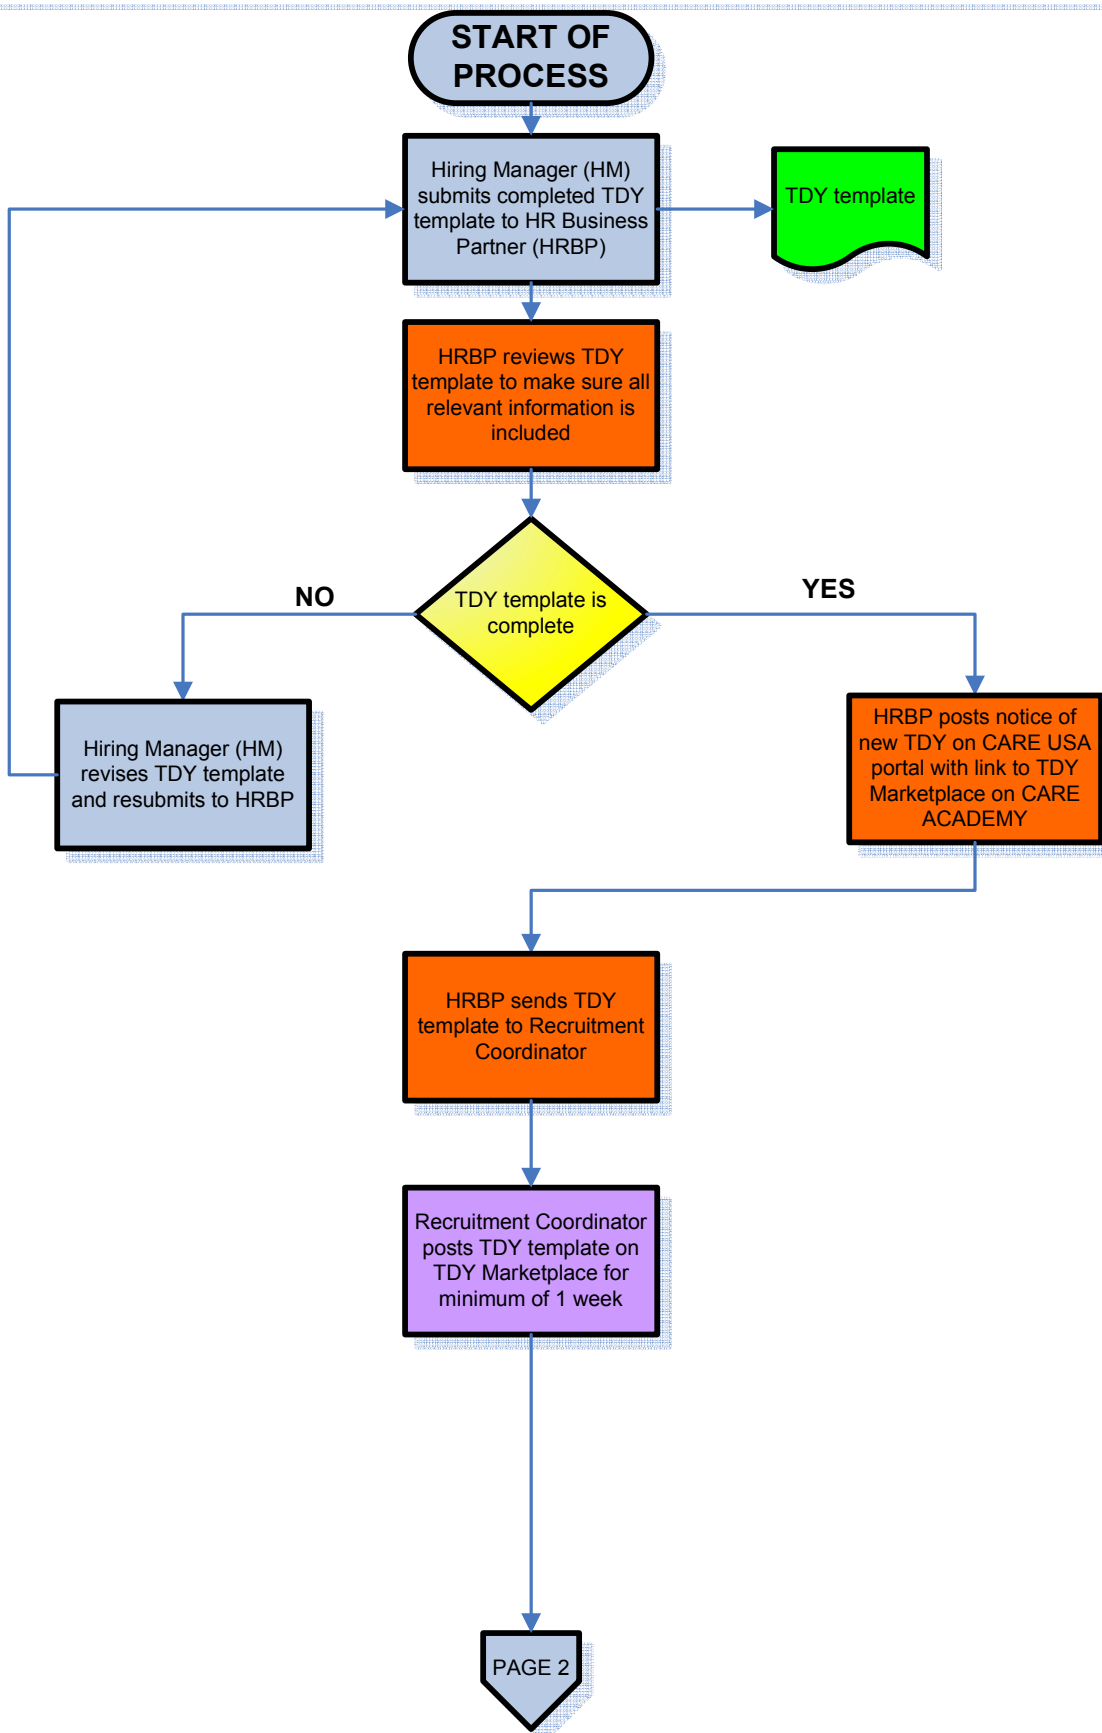 START OF
PROCESS
Hiring Manager (HM)
submits completed TDY
template to HR Business
Partner (HRBP)
TDY template
HRBP reviews TDY
template to make sure all
relevant information is
included
NO
TDY template is
complete
YES
Hiring Manager (HM)
revises TDY template
and resubmits to HRBP
HRBP posts notice of
new TDY on CARE USA
portal with link to TDY
Marketplace on CARE
ACADEMY
HRBP sends TDY
template to Recruitment
Coordinator
Recruitment Coordinator
posts TDY template on
TDY Marketplace for
minimum of 1 week
PAGE 2